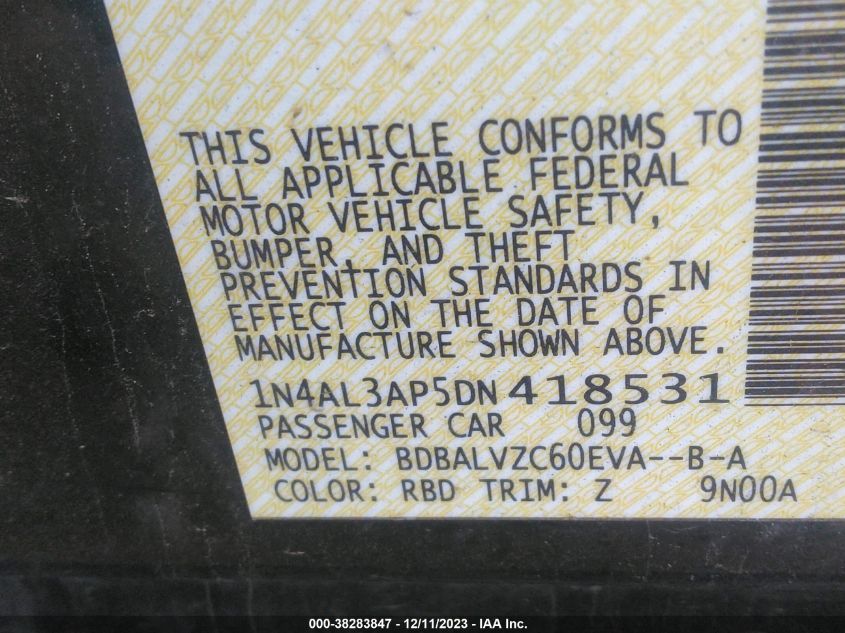 THIS VEHICLE CONFORMS TO
ALL APPLICABLE FEDERAL
MOTOR VEHICLE SAFETY,
BUMPER, AND THEFT
PREVENTION STANDARDS IN
EFFECT ON THE DATE OF
MANUFACTURE SHOWN ABOVE.
1N4AL3AP5DN418531
PASSENGER CAR 099
MODEL: BDBALVZC60EVA--B-A
COLOR: RBD TRIM: Z 9N00A
000-38283847 - 12/11/2023 - IAA Inc.